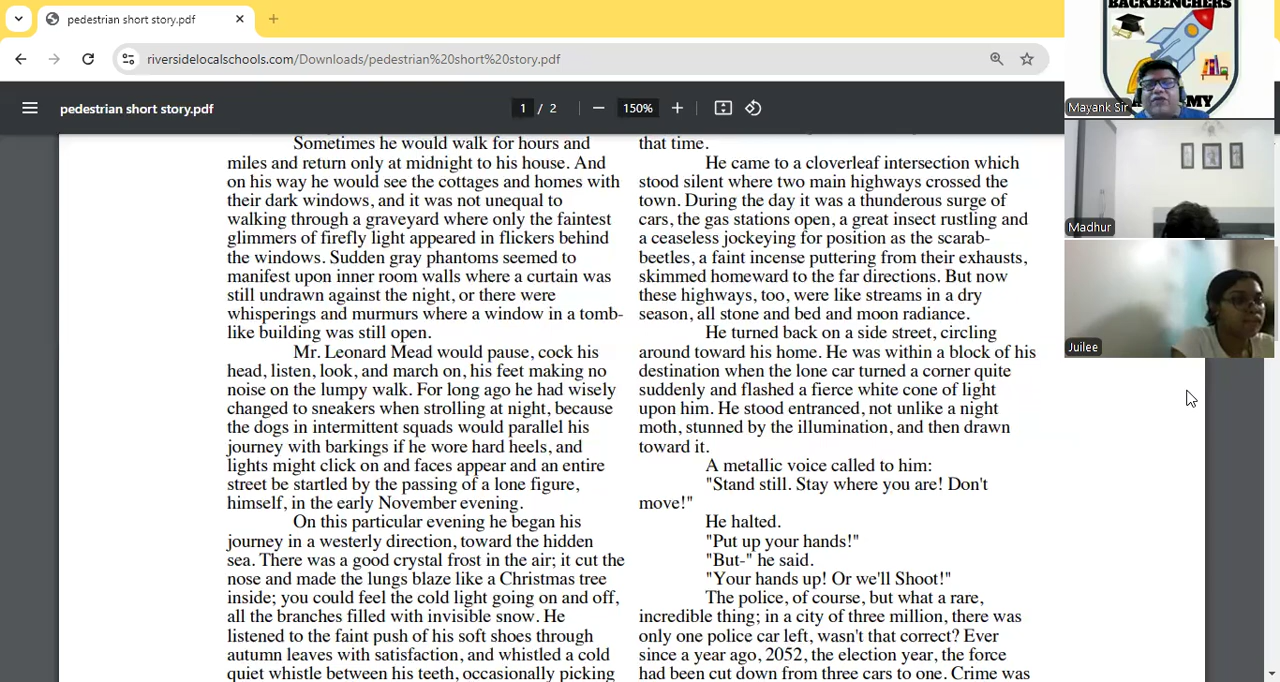 pedestrian short story.pdf
riversidelocalschools.com/Downloads/pedestrian%20short%20story.pdf
pedestrian short story.pdf
1 / 2
150%
Sometimes he would walk for hours and
miles and return only at midnight to his house. And
on his way he would see the cottages and homes with
their dark windows, and it was not unequal to
walking through a graveyard where only the faintest
glimmers of firefly light appeared in flickers behind
the windows. Sudden gray phantoms seemed to
manifest upon inner room walls where a curtain was
still undrawn against the night, or there were
whisperings and murmurs where a window in a tomb-
like building was still open.
Mr. Leonard Mead would pause, cock his
head, listen, look, and march on, his feet making no
noise on the lumpy walk. For long ago he had wisely
changed to sneakers when strolling at night, because
the dogs in intermittent squads would parallel his
journey with barkings if he wore hard heels, and
lights might click on and faces appear and an entire
street be startled by the passing of a lone figure,
himself, in the early November evening.
On this particular evening he began his
journey in a westerly direction, toward the hidden
sea. There was a good crystal frost in the air; it cut the
nose and made the lungs blaze like a Christmas tree
inside; you could feel the cold light going on and off,
all the branches filled with invisible snow. He
listened to the faint push of his soft shoes through
autumn leaves with satisfaction, and whistled a cold
quiet whistle between his teeth, occasionally picking
that time.
He came to a cloverleaf intersection which
stood silent where two main highways crossed the
town. During the day it was a thunderous surge of
cars, the gas stations open, a great insect rustling and
a ceaseless jockeying for position as the scarab-
beetles, a faint incense puttering from their exhausts,
skimmed homeward to the far directions. But now
these highways, too, were like streams in a dry
season, all stone and bed and moon radiance.
He turned back on a side street, circling
around toward his home. He was within a block of his
destination when the lone car turned a corner quite
suddenly and flashed a fierce white cone of light
upon him. He stood entranced, not unlike a night
moth, stunned by the illumination, and then drawn
toward it.
A metallic voice called to him:
"Stand still. Stay where you are! Don't
move!"
He halted.
"Put up your hands!"
"But-" he said.
"Your hands up! Or we'll Shoot!"
The police, of course, but what a rare,
incredible thing; in a city of three million, there was
only one police car left, wasn't that correct? Ever
since a year ago, 2052, the election year, the force
had been cut down from three cars to one. Crime was
BACKBENCHERS
MY
Mayank Sir
Madhur
Juilee